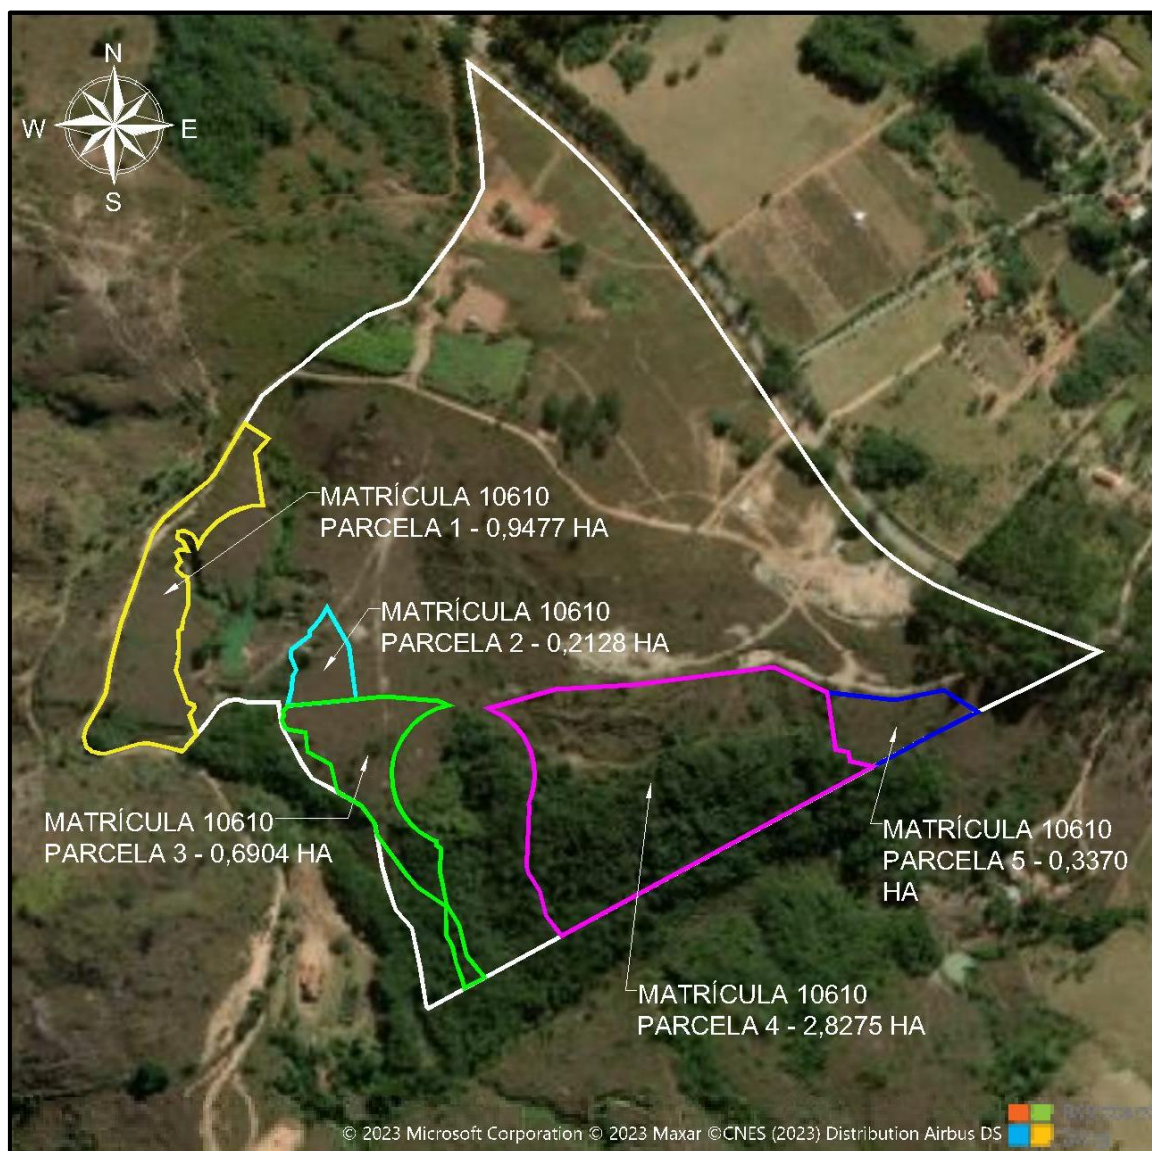 N
W E
S
MATRÍCULA 10610
PARCELA 1 - 0,9477 HA
MATRÍCULA 10610
PARCELA 2 - 0,2128 HA
MATRÍCULA 10610
PARCELA 3 - 0,6904 HA
MATRÍCULA 10610
PARCELA 5 - 0,3370
HA
MATRÍCULA 10610
PARCELA 4 - 2,8275 HA
© 2023 Microsoft Corporation © 2023 Maxar ©CNES (2023) Distribution Airbus DS